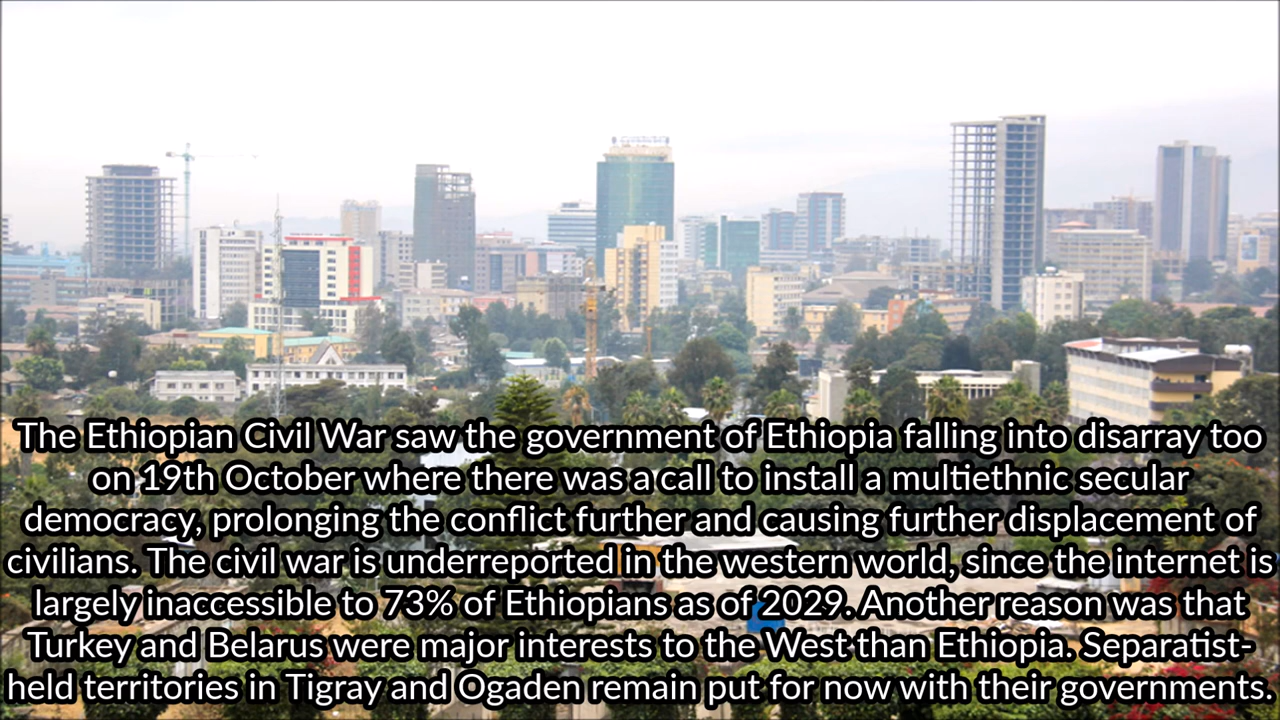 The Ethiopian Civil War saw the government of Ethiopia falling into disarray too
on 19th October where there was a call to install a multiethnic secular
democracy, prolonging the conflict further and causing further displacement of
civilians. The civil war is underreported in the western world, since the internet is
largely inaccessible to 73% of Ethiopians as of 2029. Another reason was that
Turkey and Belarus were major interests to the West than Ethiopia. Separatist-
held territories in Tigray and Ogaden remain put for now with their governments.